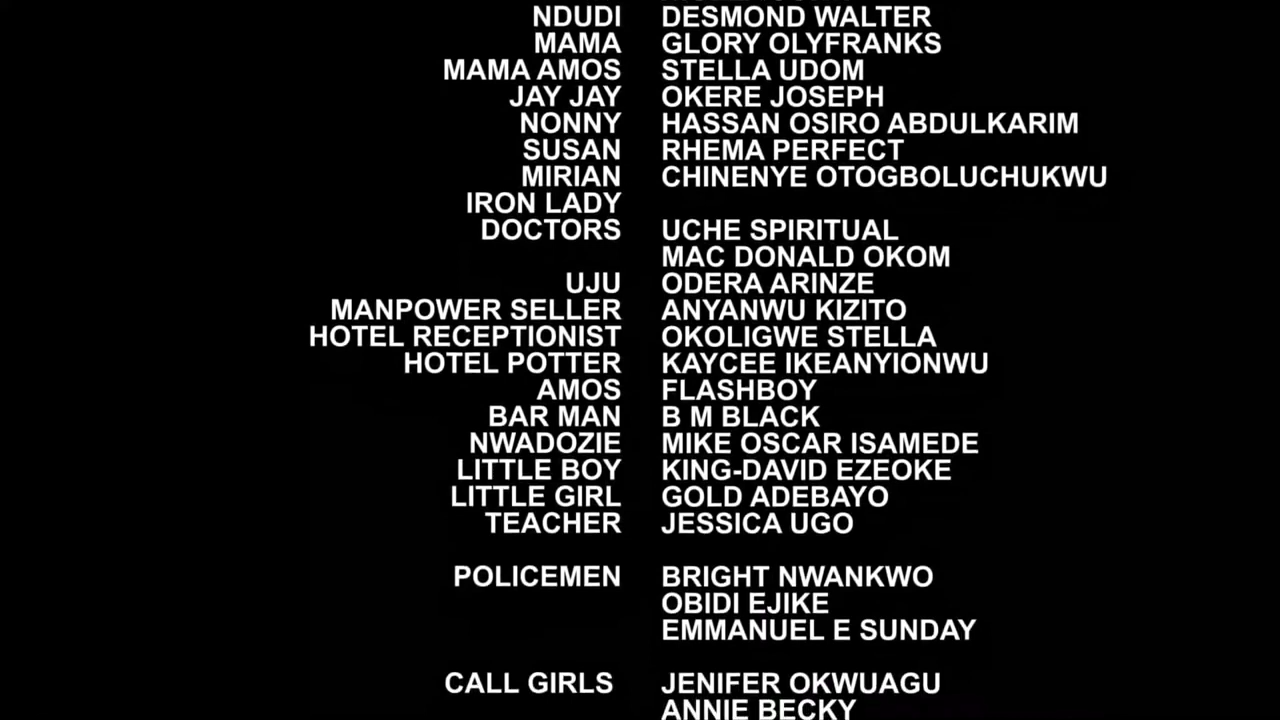 NDUDI DESMOND WALTER
MAMA GLORY OLYFRANKS
MAMA AMOS STELLA UDOM
JAY JAY OKERE JOSEPH
NONNY HASSAN OSIRO ABDULKARIM
SUSAN RHEMA PERFECT
MIRIAN CHINENYE OTOGBOLUCHUKWU
IRON LADY
DOCTORS UCHE SPIRITUAL
MAC DONALD OKOM
UJU ODERA ARINZE
MANPOWER SELLER ANYANWU KIZITO
HOTEL RECEPTIONIST OKOLIGWE STELLA
HOTEL POTTER KAYCEE IKEANYIONWU
AMOS FLASHBOY
BAR MAN B M BLACK
NWADOZIE MIKE OSCAR ISAMEDE
LITTLE BOY KING-DAVID EZEOKE
LITTLE GIRL GOLD ADEBAYO
TEACHER JESSICA UGO
POLICEMEN BRIGHT NWANKWO
OBIDI EJIKE
EMMANUEL E SUNDAY
CALL GIRLS JENIFER OKWUAGU
ANNIE BECKY